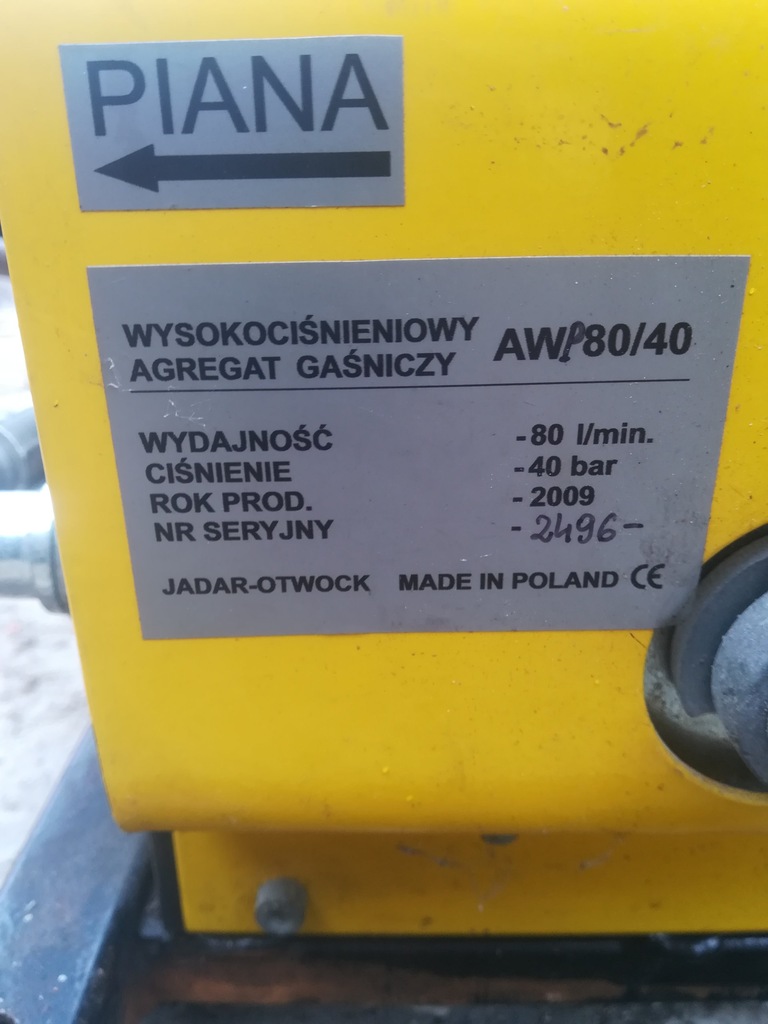 PIANA
WYSOKOCIŚNIENIOWY
AGREGAT GAŚNICZY AWP80/40
WYDAJNOŚĆ - 80 l/min.
CIŚNIENIE - 40 bar
ROK PROD. - 2009
NR SERYJNY - 2496-
JADAR-OTWOCK MADE IN POLAND CE